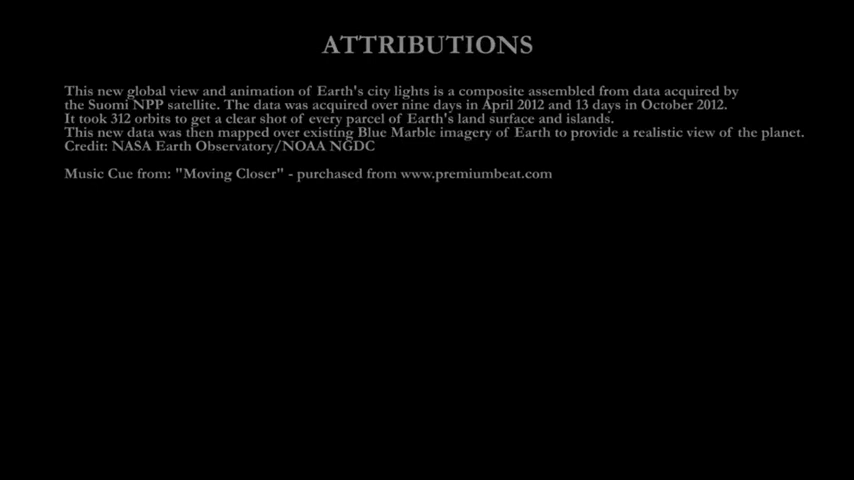 ATTRIBUTIONS
This new global view and animation of Earth's city lights is a composite assembled from data acquired by
the Suomi NPP satellite. The data was acquired over nine days in April 2012 and 13 days in October 2012.
It took 312 orbits to get a clear shot of every parcel of Earth's land surface and islands.
This new data was then mapped over existing Blue Marble imagery of Earth to provide a realistic view of the planet.
Credit: NASA Earth Observatory/NOAA NGDC
Music Cue from: "Moving Closer" - purchased from www.premiumbeat.com